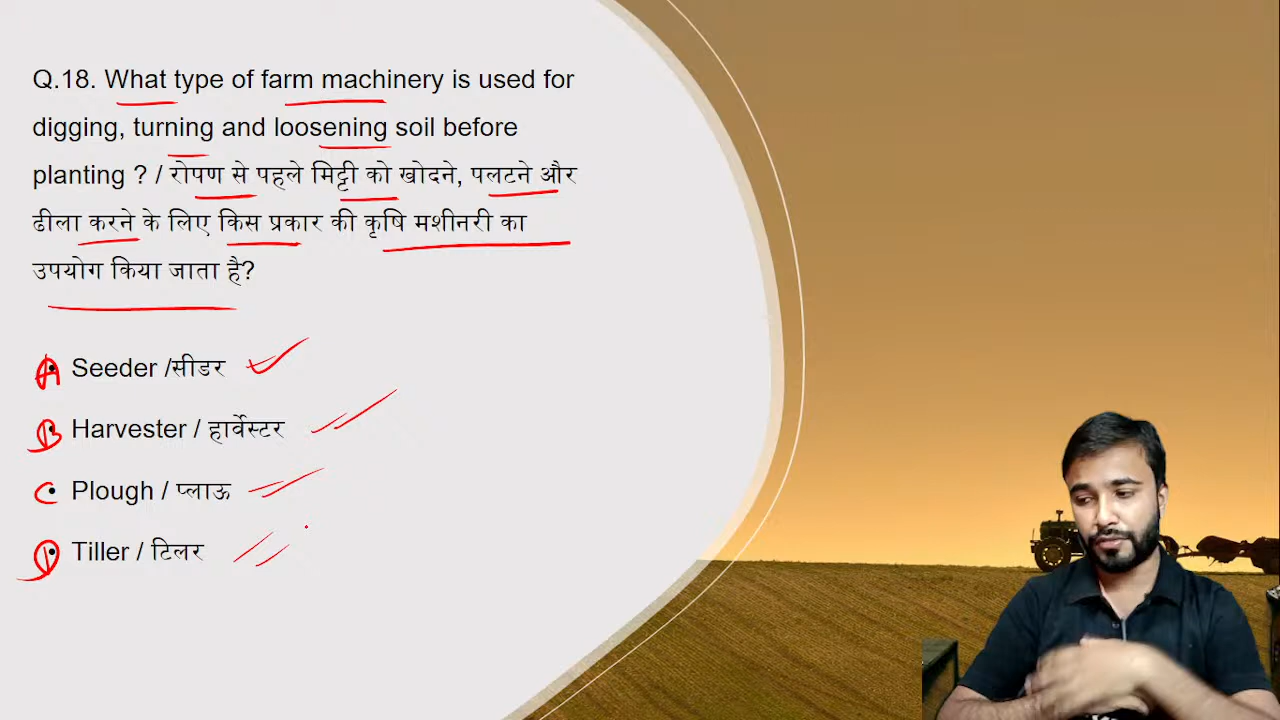 Q.18. What type of farm machinery is used for
digging, turning and loosening soil before
planting ? / रोपण से पहले मिट्टी को खोदने, पलटने और
ढीला करने के लिए किस प्रकार की कृषि मशीनरी का
उपयोग किया जाता है?
A • Seeder /सीडर
B • Harvester / हार्वेस्टर
C • Plough / प्लाऊ
D • Tiller / टिलर